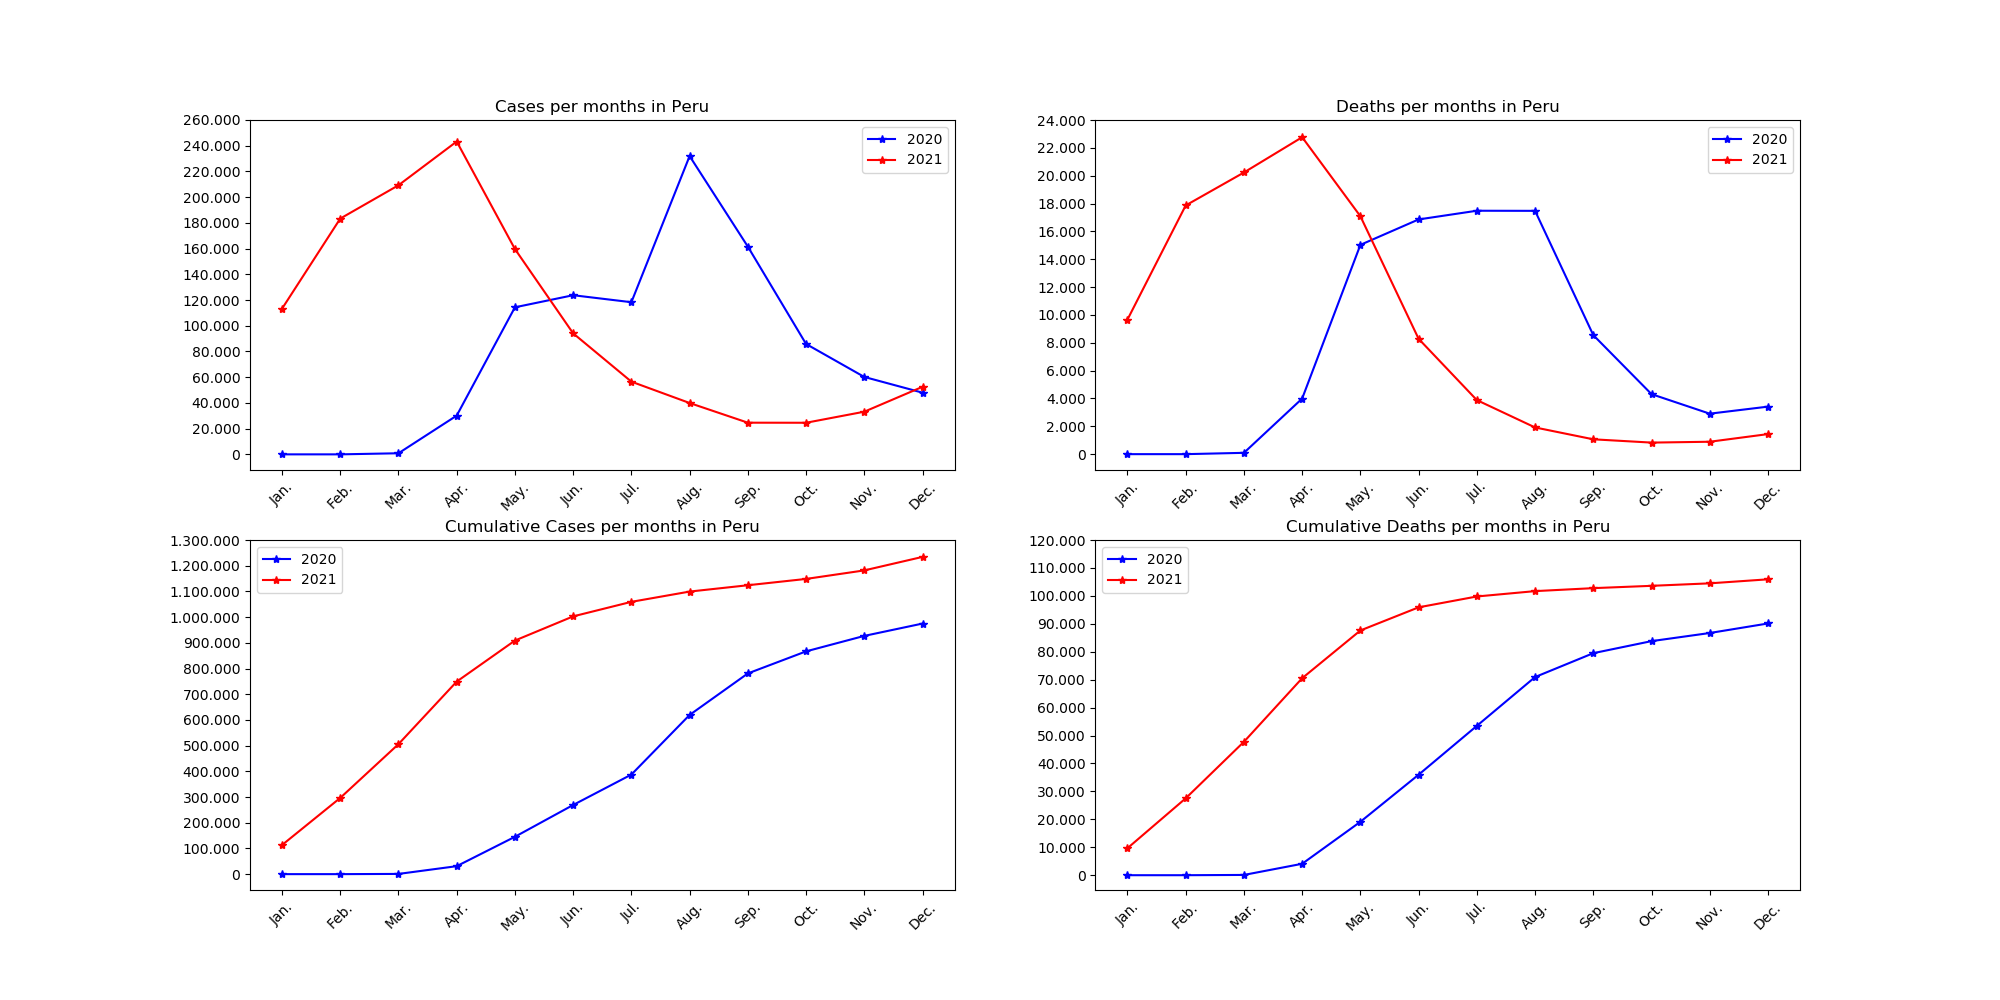 Cases per months in Peru
260.000
240.000
220.000
200.000
180.000
160.000
140.000
120.000
100.000
80.000
60.000
40.000
20.000
0
2020
2021
Jan.
Feb.
Mar.
Apr.
May.
Jun.
Jul.
Aug.
Sep.
Oct.
Nov.
Dec.
Deaths per months in Peru
24.000
22.000
20.000
18.000
16.000
14.000
12.000
10.000
8.000
6.000
4.000
2.000
0
2020
2021
Jan.
Feb.
Mar.
Apr.
May.
Jun.
Jul.
Aug.
Sep.
Oct.
Nov.
Dec.
Cumulative Cases per months in Peru
1.300.000
1.200.000
1.100.000
1.000.000
900.000
800.000
700.000
600.000
500.000
400.000
300.000
200.000
100.000
0
2020
2021
Jan.
Feb.
Mar.
Apr.
May.
Jun.
Jul.
Aug.
Sep.
Oct.
Nov.
Dec.
Cumulative Deaths per months in Peru
120.000
110.000
100.000
90.000
80.000
70.000
60.000
50.000
40.000
30.000
20.000
10.000
0
2020
2021
Jan.
Feb.
Mar.
Apr.
May.
Jun.
Jul.
Aug.
Sep.
Oct.
Nov.
Dec.